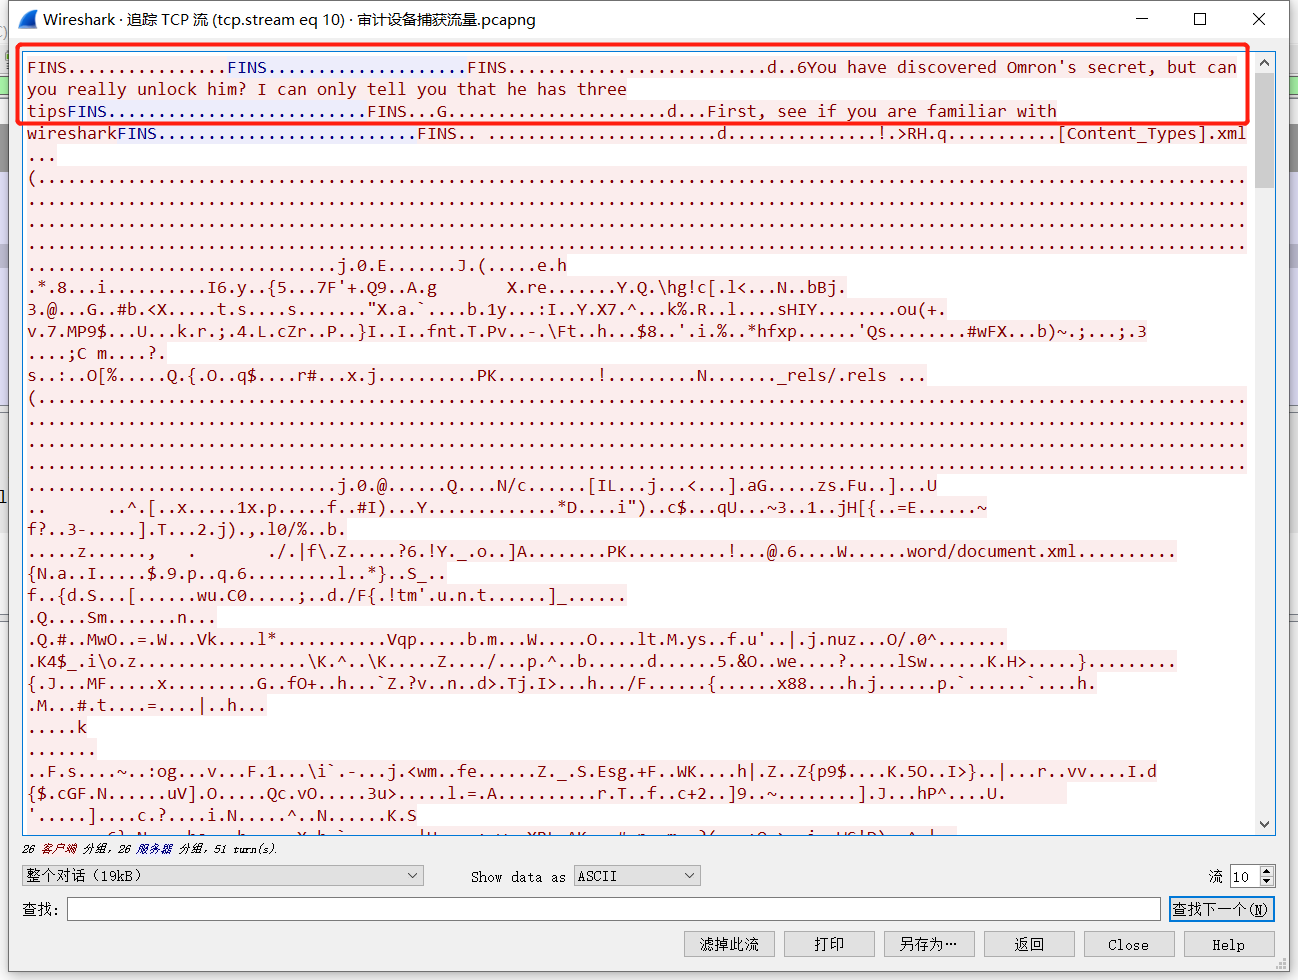 Wireshark · 追踪 TCP 流 (tcp.stream eq 10) · 审计设备捕获流量.pcapng
FINS................FINS....................FINS..........................d..6You have discovered Omron's secret, but can
you really unlock him? I can only tell you that he has three
tipsFINS..........................FINS...G......................d...First, see if you are familiar with
wiresharkFINS..........................FINS.. .......................d...............!.>RH.q...........[Content_Types].xml
...
..............................j.0.E.......J.(.....e.h
.*.8...i..........I6.y..{5...7F'+.Q9..A.g X.re.......Y.Q.\hg!c[.l<...N..bBj.
3.@...G..#b.<X.....t.s....s......."X.a.`....b.1y...:I..Y.X7.^...k%.R..l....sHIY........ou(+.
v.7.MP9$...U...k.r.;.4.L.cZr..P..}I..I..fnt.T.Pv..-.\Ft..h...$8..'.i.%..*hfxp......'Qs........#wFX...b)~.;...;.3
....;C m....?.
s..:..O[%.....Q.{.O..q$....r#...x.j..........PK..........!.........N......._rels/.rels ...
...............................j.0.@......Q....N/c......[IL...j...<...].aG.....zs.Fu..]...U
.. ..^.[..x.....1x.p.....f..#I)...Y.............*D....i")..c$...qU...~3..1..jH[{..=E......~
f?..3-.....].T...2.j).,.l0/%..b.
.....z......, . ./.|f\.Z.....?6.!Y._.o..]A........PK..........!...@.6....W......word/document.xml..........
{N.a..I.....$.9.p..q.6.........l..*}..S_..
f..{d.S...[......wu.C0.....;..d./F{.!tm'.u.n.t......]_......
.Q....Sm.......n...
.Q.#..MwO..=.W...Vk....l*...........Vqp.....b.m...W.....O....lt.M.ys..f.u'..|.j.nuz...O/.0^.......
.K4$_.i\o.z.................\K.^..\K.....Z..../...p.^..b......d......5.&O..we....?.....lSw......K.H>.....}.........
{.J...MF.....x.........G..fO+..h...`Z.?v..n..d>.Tj.I>...h.../F......{......x88....h.j......p.`......`....h.
.M...#.t....=....|..h...
.....k
.......
..F.s....~..:og...v...F.1...\i`.-...j.<wm..fe......Z._.S.Esg.+F..WK....h|.Z..Z{p9$....K.5O..I>}..|...r..vv....I.d
{$.cGF.N......uV].O.....Qc.vO.....3u>.....l.=.A..........r.T..f..c+2..]9..~........].J...hP^....U.
'.....]....c.?....i.N.....^..N......K.S
26 客户端 分组, 26 服务器 分组, 51 turn(s).
整个对话 (19kB) Show data as ASCII 流 10
查找: 查找下一个(N)
滤掉此流 打印 另存为… 返回 Close Help